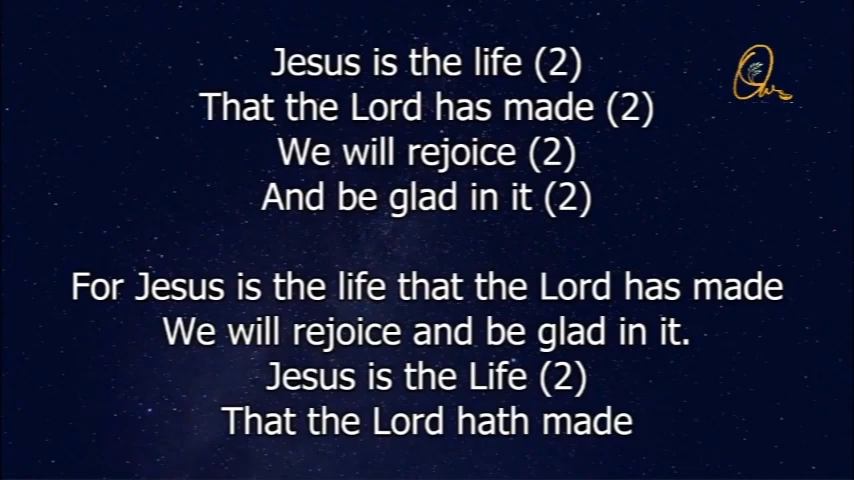 Jesus is the life (2)
That the Lord has made (2)
We will rejoice (2)
And be glad in it (2)
For Jesus is the life that the Lord has made
We will rejoice and be glad in it.
Jesus is the Life (2)
That the Lord hath made